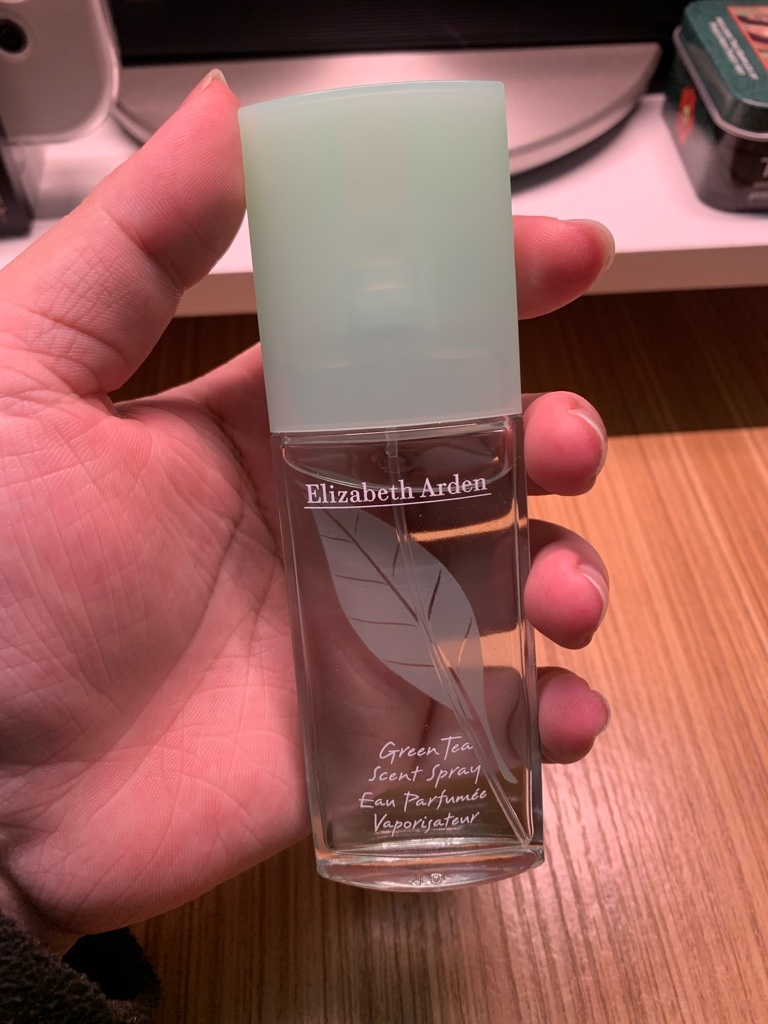 Elizabeth Arden
Green Tea
Scent Spray
Eau Parfumée
Vaporisateur